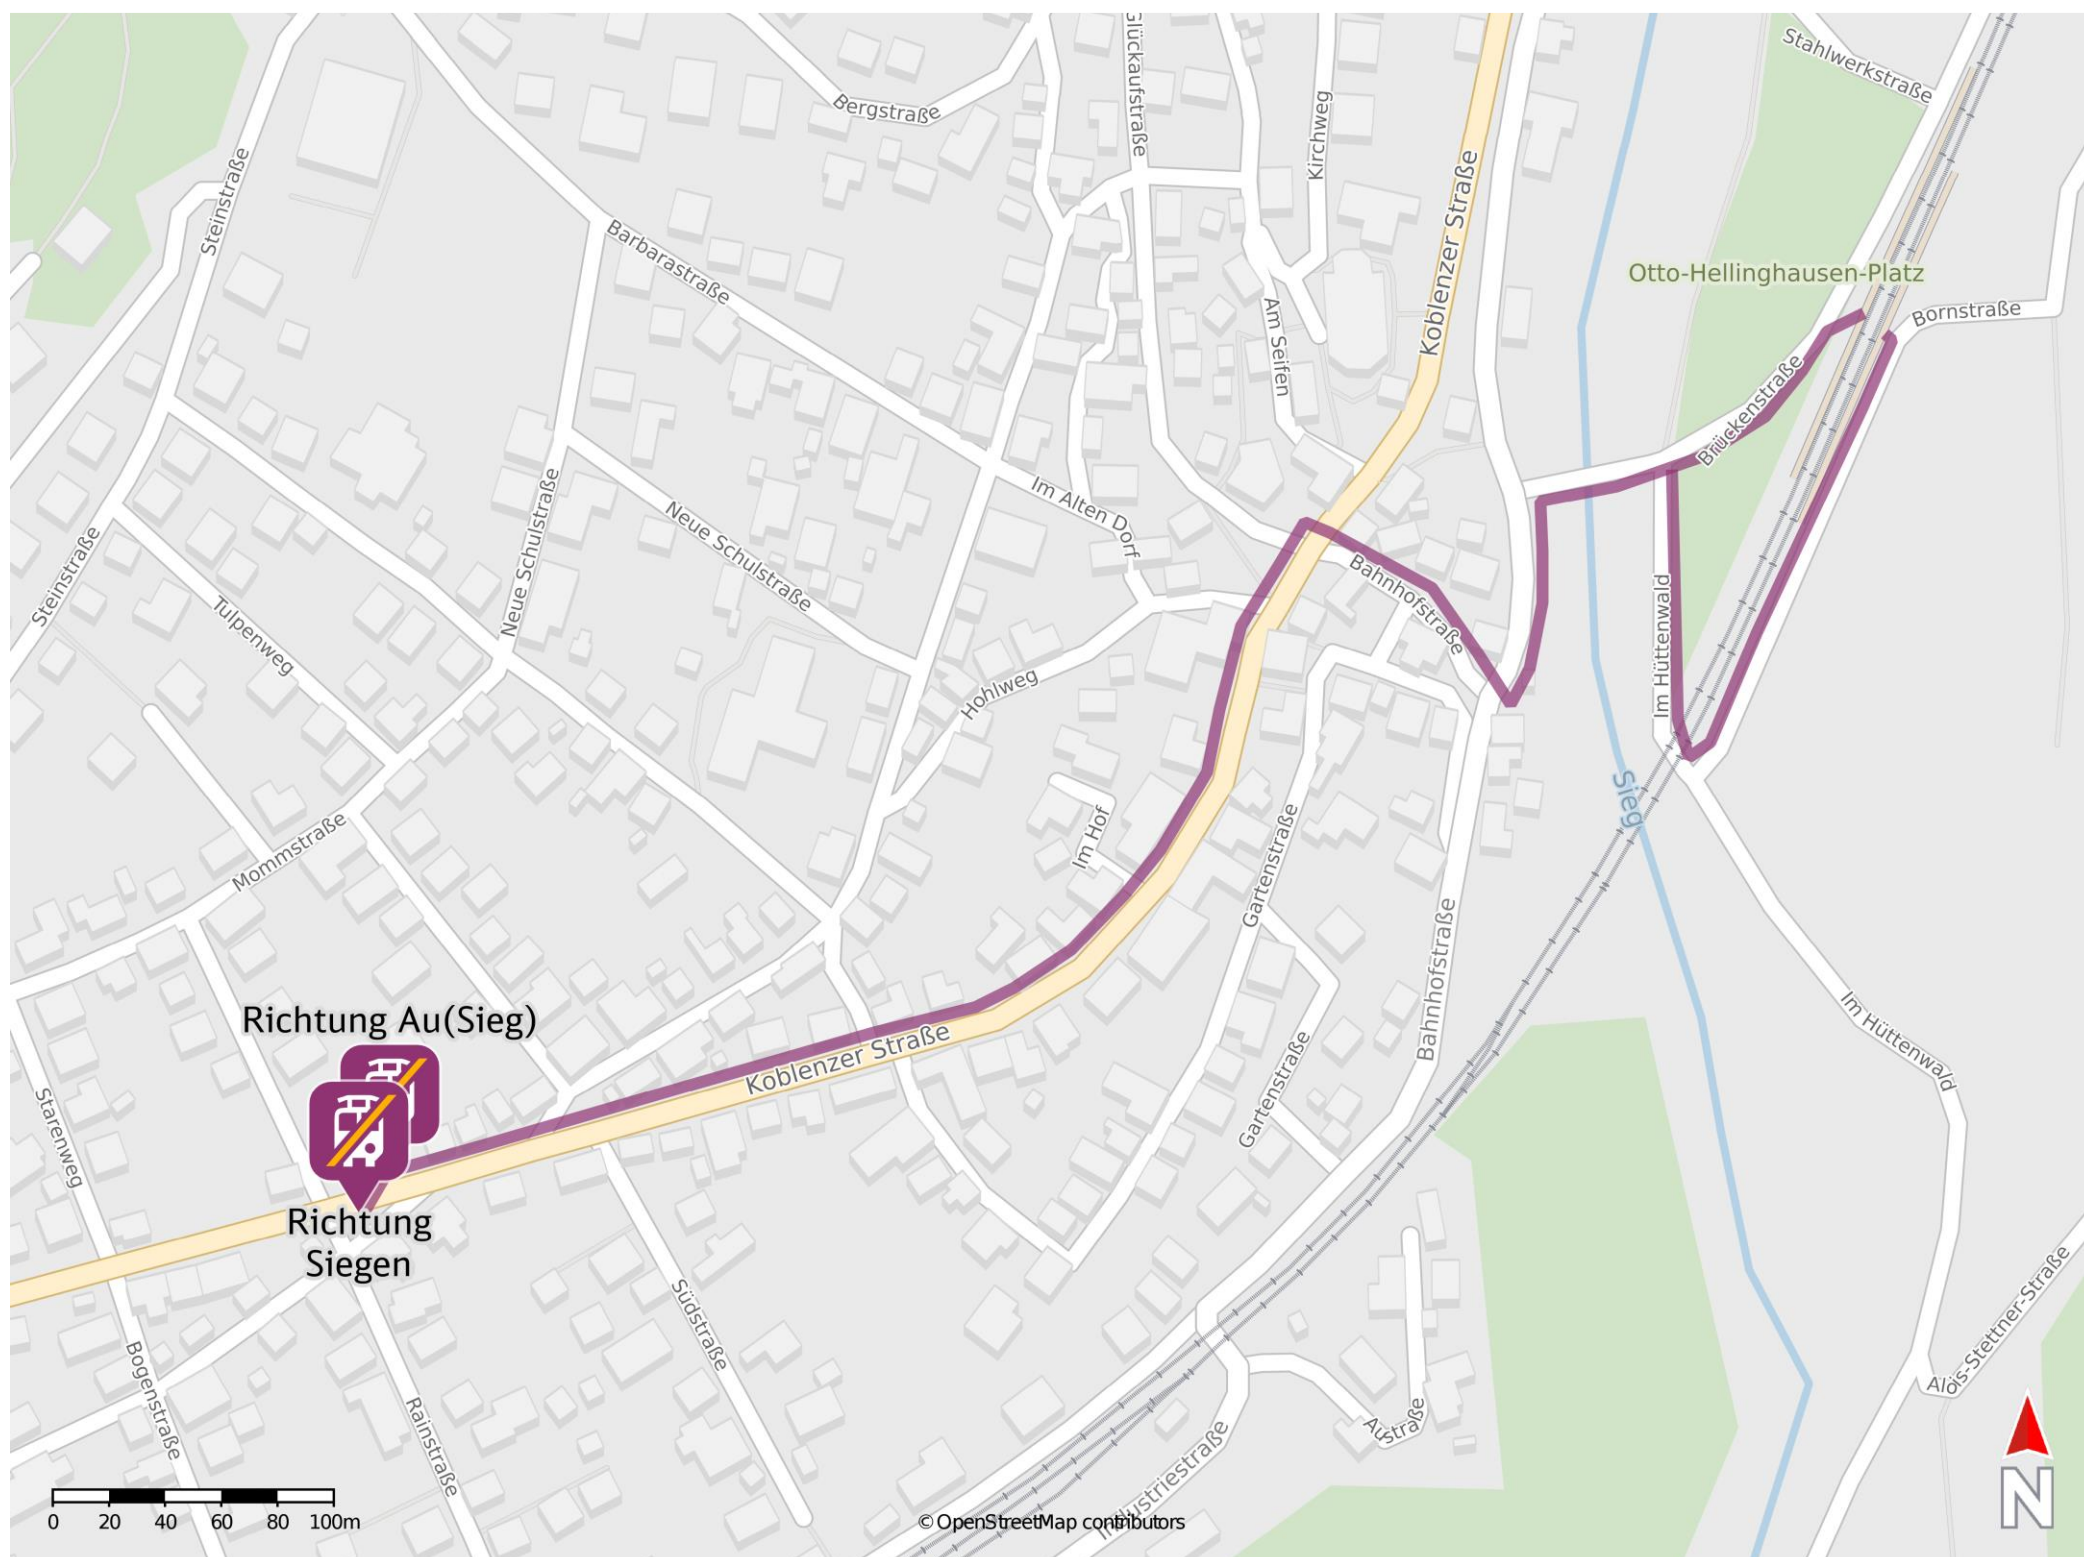 Stahlwerkstraße
Glückaufstraße
Bergstraße
Kirchweg
Steinstraße
Koblenzer Straße
Barbarastraße
Otto-Hellinghausen-Platz
Bornstraße
Am Seifen
Brückenstraße
Im Alten Dorf
Neue Schulstraße
Neue Schulstraße
Steinstraße
Tulpenweg
Bahnhofstraße
Im Hüttenwald
Hohlweg
Sieg
Im Hof
Gartenstraße
Mommstraße
Bahnhofstraße
Richtung Au(Sieg)
Koblenzer Straße
Im Hüttenwald
Gartenstraße
Starenweg
Richtung
Siegen
Südstraße
Alois-Stettner-Straße
Bogenstraße
Rainstraße
Austraße
Industriestraße
N
0 20 40 60 80 100m
© OpenStreetMap contributors